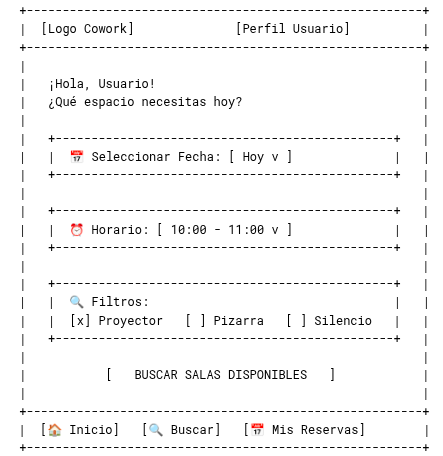 [Logo Cowork] [Perfil Usuario]
¡Hola, Usuario!
¿Qué espacio necesitas hoy?
📅 Seleccionar Fecha: [ Hoy v ]
⏰ Horario: [ 10:00 - 11:00 v ]
🔍 Filtros:
[x] Proyector [ ] Pizarra [ ] Silencio
[ BUSCAR SALAS DISPONIBLES ]
[🏠 Inicio] [🔍 Buscar] [📅 Mis Reservas]